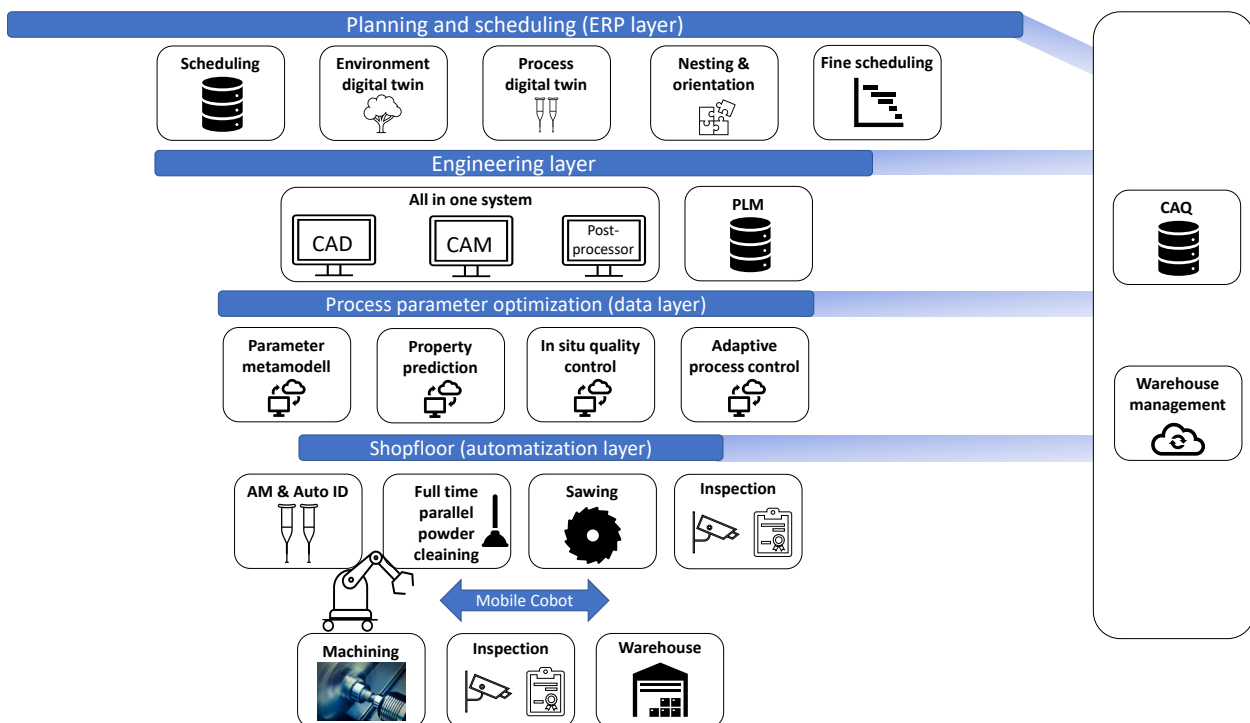 Planning and scheduling (ERP layer)
Scheduling
Environment
digital twin
Process
digital twin
Nesting &
orientation
Fine scheduling
Engineering layer
All in one system
CAD
CAM
Post-
processor
PLM
CAQ
Process parameter optimization (data layer)
Parameter
metamodell
Property
prediction
In situ quality
control
Adaptive
process control
Warehouse
management
Shopfloor (automatization layer)
AM & Auto ID
Full time
parallel
powder
cleaining
Sawing
Inspection
Mobile Cobot
Machining
Inspection
Warehouse